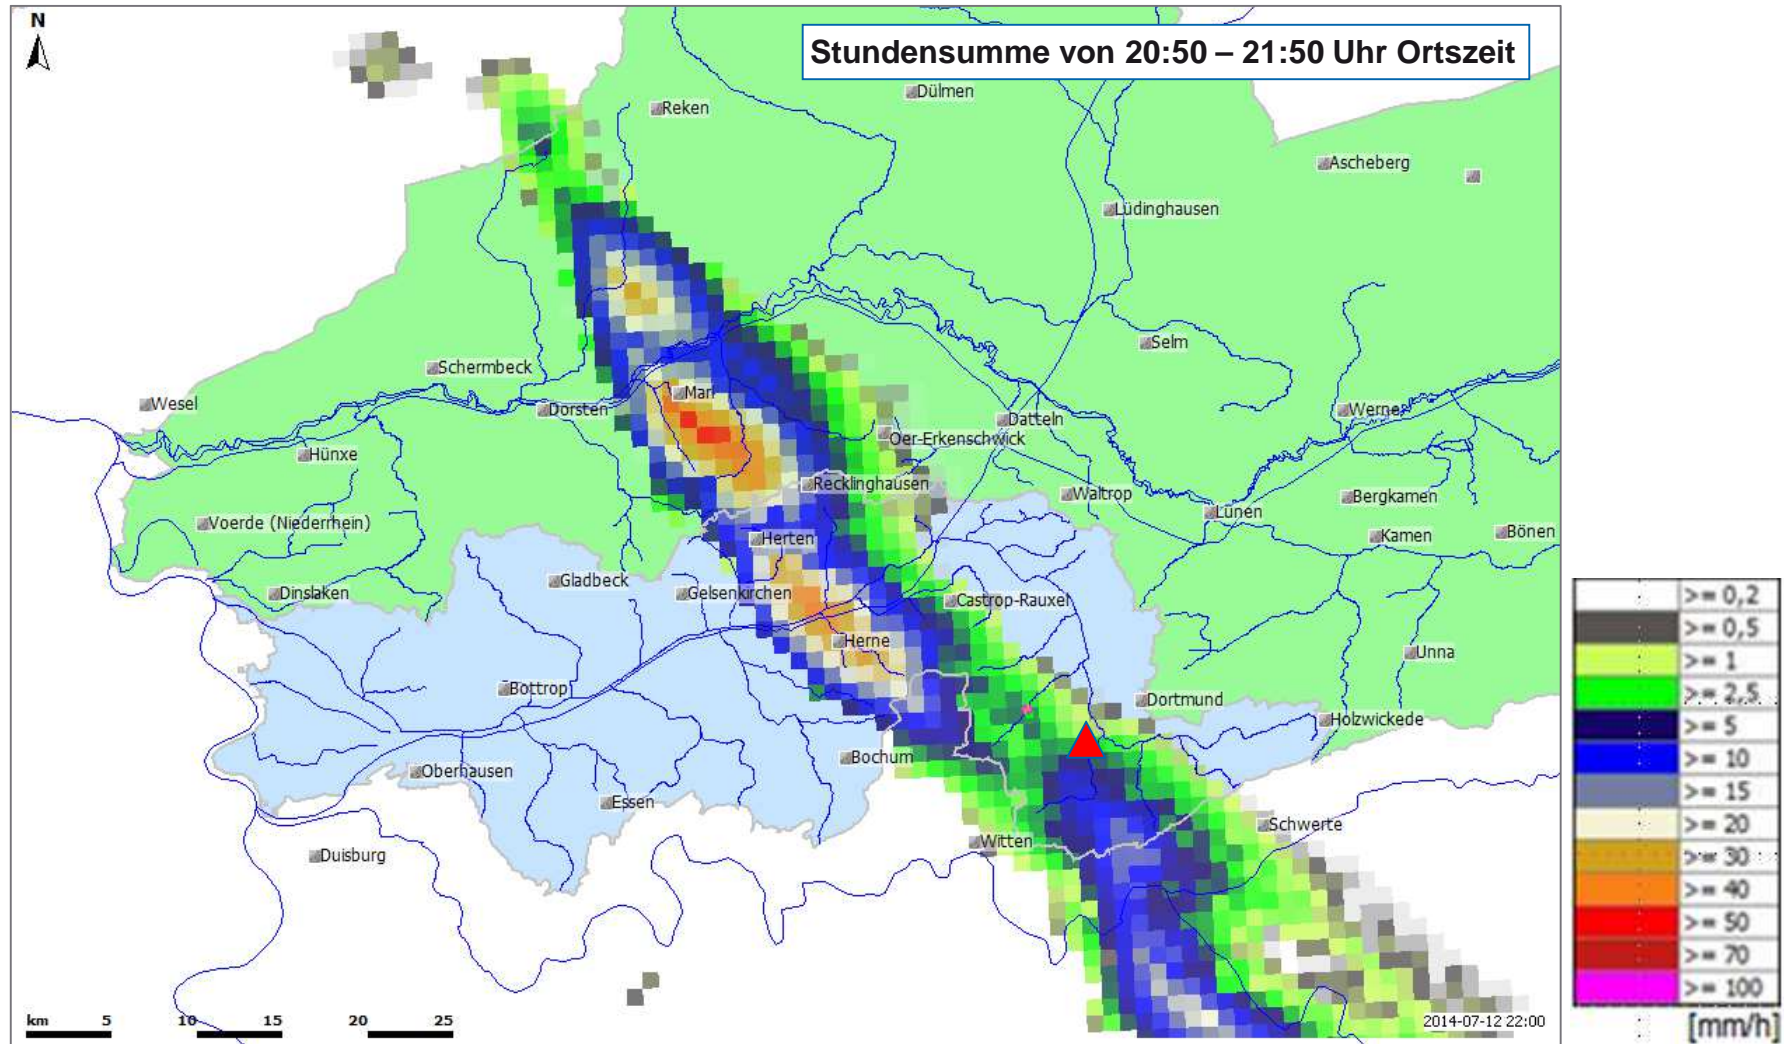 N
Stundensumme von 20:50 – 21:50 Uhr Ortszeit
Dülmen
Reken
Ascheberg
Lüdinghausen
Selm
Schermbeck
Marl
Wesel
Dorsten
Werne
Datteln
Oer-Erkenschwick
Hünxe
Recklinghausen
Waltrop
Bergkamen
Lünen
Voerde (Niederrhein)
Herten
Kamen
Bönen
Gladbeck
Dinslaken
Gelsenkirchen
Castrop-Rauxel
Herne
Unna
Bottrop
Dortmund
Holzwickede
Bochum
Oberhausen
Essen
Schwerte
Witten
Duisburg
km 5 10 15 20 25
2014-07-12 22:00
>= 0,2
>= 0,5
>= 1
>= 2,5
>= 5
>= 10
>= 15
>= 20
>= 30
>= 40
>= 50
>= 70
>= 100
[mm/h]